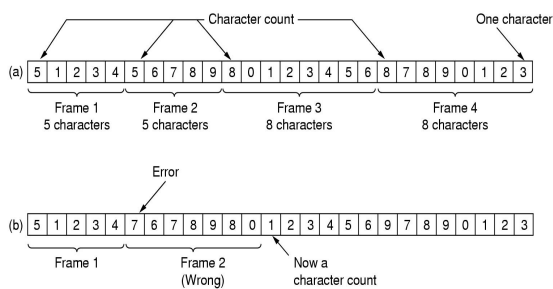 Character count One character
(a) 5 1 2 3 4 5 6 7 8 9 8 0 1 2 3 4 5 6 8 7 8 9 0 1 2 3
Frame 1 Frame 2 Frame 3 Frame 4
5 characters 5 characters 8 characters 8 characters
Error
(b) 5 1 2 3 4 7 6 7 8 9 8 0 1 2 3 4 5 6 9 7 8 9 0 1 2 3
Frame 1 Frame 2 Now a
(Wrong) character count